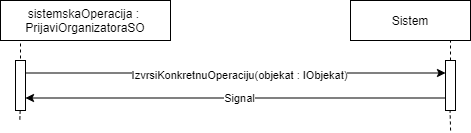 sistemskaOperacija :
PrijaviOrganizatoraSO
Sistem
IzvrsiKonkretnuOperaciju(objekat : IObjekat)
Signal